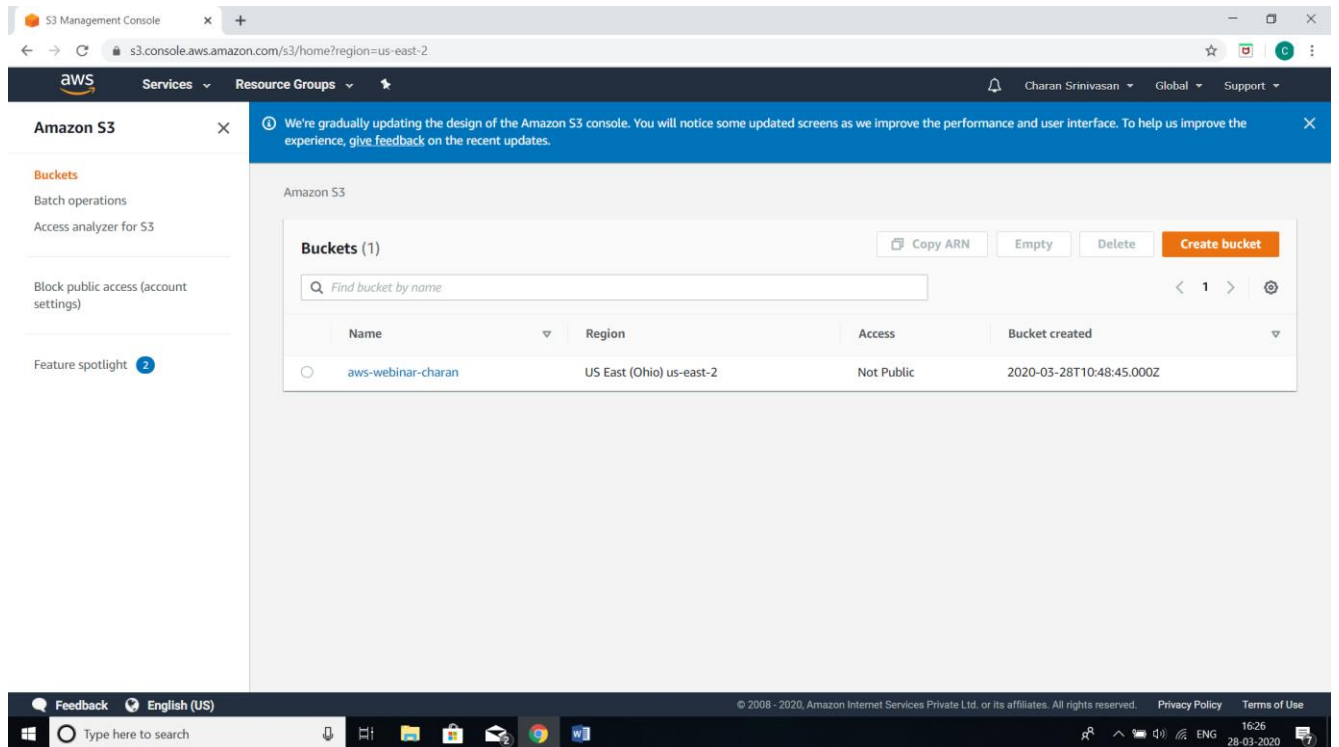 S3 Management Console
s3.console.aws.amazon.com/s3/home?region=us-east-2
C
aws Services Resource Groups Charan Srinivasan Global Support
Amazon S3
Buckets
Batch operations
Access analyzer for S3
Block public access (account
settings)
Feature spotlight 2
We're gradually updating the design of the Amazon S3 console. You will notice some updated screens as we improve the performance and user interface. To help us improve the
experience, give feedback on the recent updates.
Amazon S3
Buckets (1) Copy ARN Empty Delete Create bucket
Find bucket by name 1
Name Region Access Bucket created
aws-webinar-charan US East (Ohio) us-east-2 Not Public 2020-03-28T10:48:45.000Z
Feedback English (US) © 2008 - 2020, Amazon Internet Services Private Ltd. or its affiliates. All rights reserved. Privacy Policy Terms of Use
Type here to search 2 ENG 16:26
28-03-2020 7